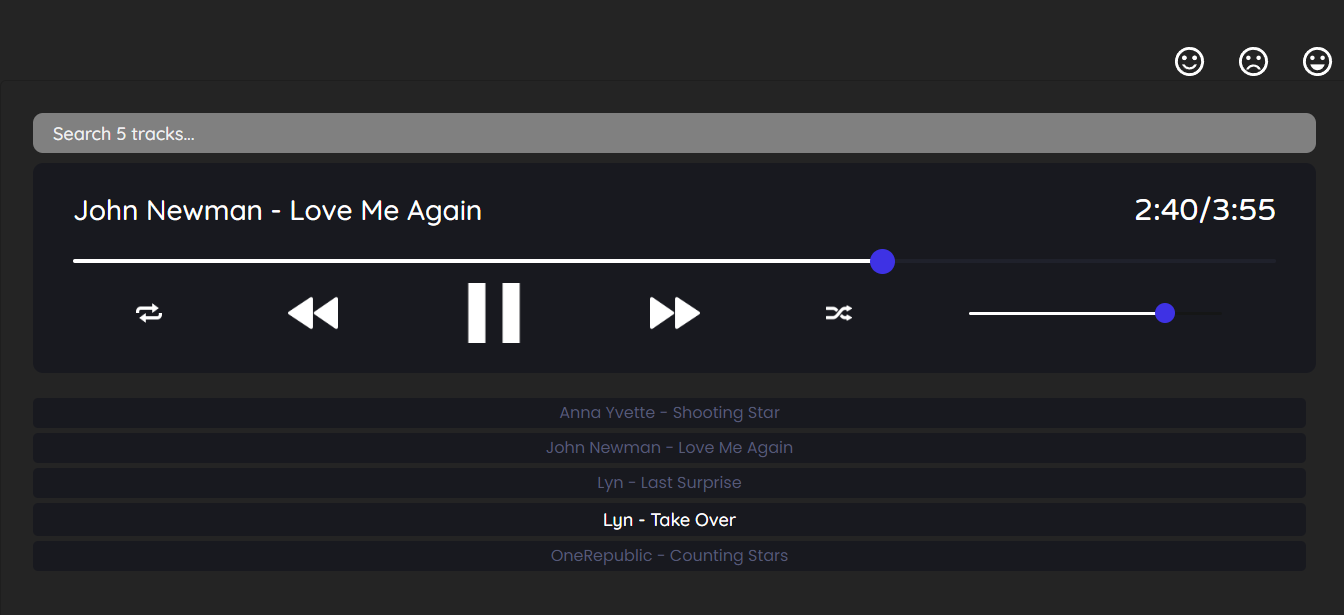 Search 5 tracks...
John Newman - Love Me Again
2:40/3:55
Anna Yvette - Shooting Star
John Newman - Love Me Again
Lyn - Last Surprise
Lyn - Take Over
OneRepublic - Counting Stars